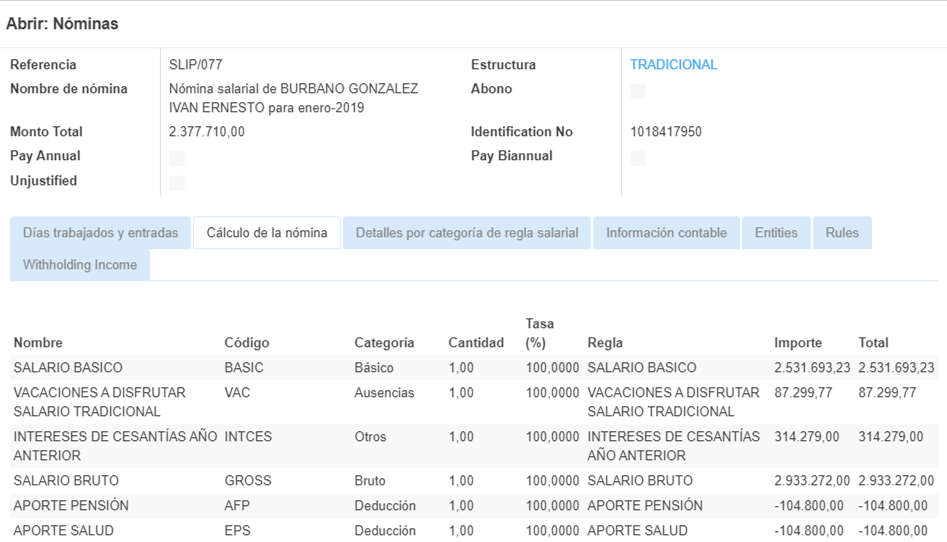 Abrir: Nóminas
Referencia SLIP/077 Estructura TRADICIONAL
Nombre de nómina Nómina salarial de BURBANO GONZALEZ Abono
IVAN ERNESTO para enero-2019
Monto Total 2.377.710,00 Identification No 1018417950
Pay Annual Pay Biannual
Unjustified
Días trabajados y entradas Cálculo de la nómina Detalles por categoría de regla salarial Información contable Entities Rules
Withholding Income
Tasa
Nombre Código Categoría Cantidad (%) Regla Importe Total
SALARIO BASICO BASIC Básico 1,00 100,0000 SALARIO BASICO 2.531.693,23 2.531.693,23
VACACIONES A DISFRUTAR VAC Ausencias 1,00 100,0000 VACACIONES A DISFRUTAR 87.299,77 87.299,77
SALARIO TRADICIONAL SALARIO TRADICIONAL
INTERESES DE CESANTÍAS AÑO INTCES Otros 1,00 100,0000 INTERESES DE CESANTÍAS 314.279,00 314.279,00
ANTERIOR AÑO ANTERIOR
SALARIO BRUTO GROSS Bruto 1,00 100,0000 SALARIO BRUTO 2.933.272,00 2.933.272,00
APORTE PENSIÓN AFP Deducción 1,00 100,0000 APORTE PENSIÓN -104.800,00 -104.800,00
APORTE SALUD EPS Deducción 1,00 100,0000 APORTE SALUD -104.800,00 -104.800,00